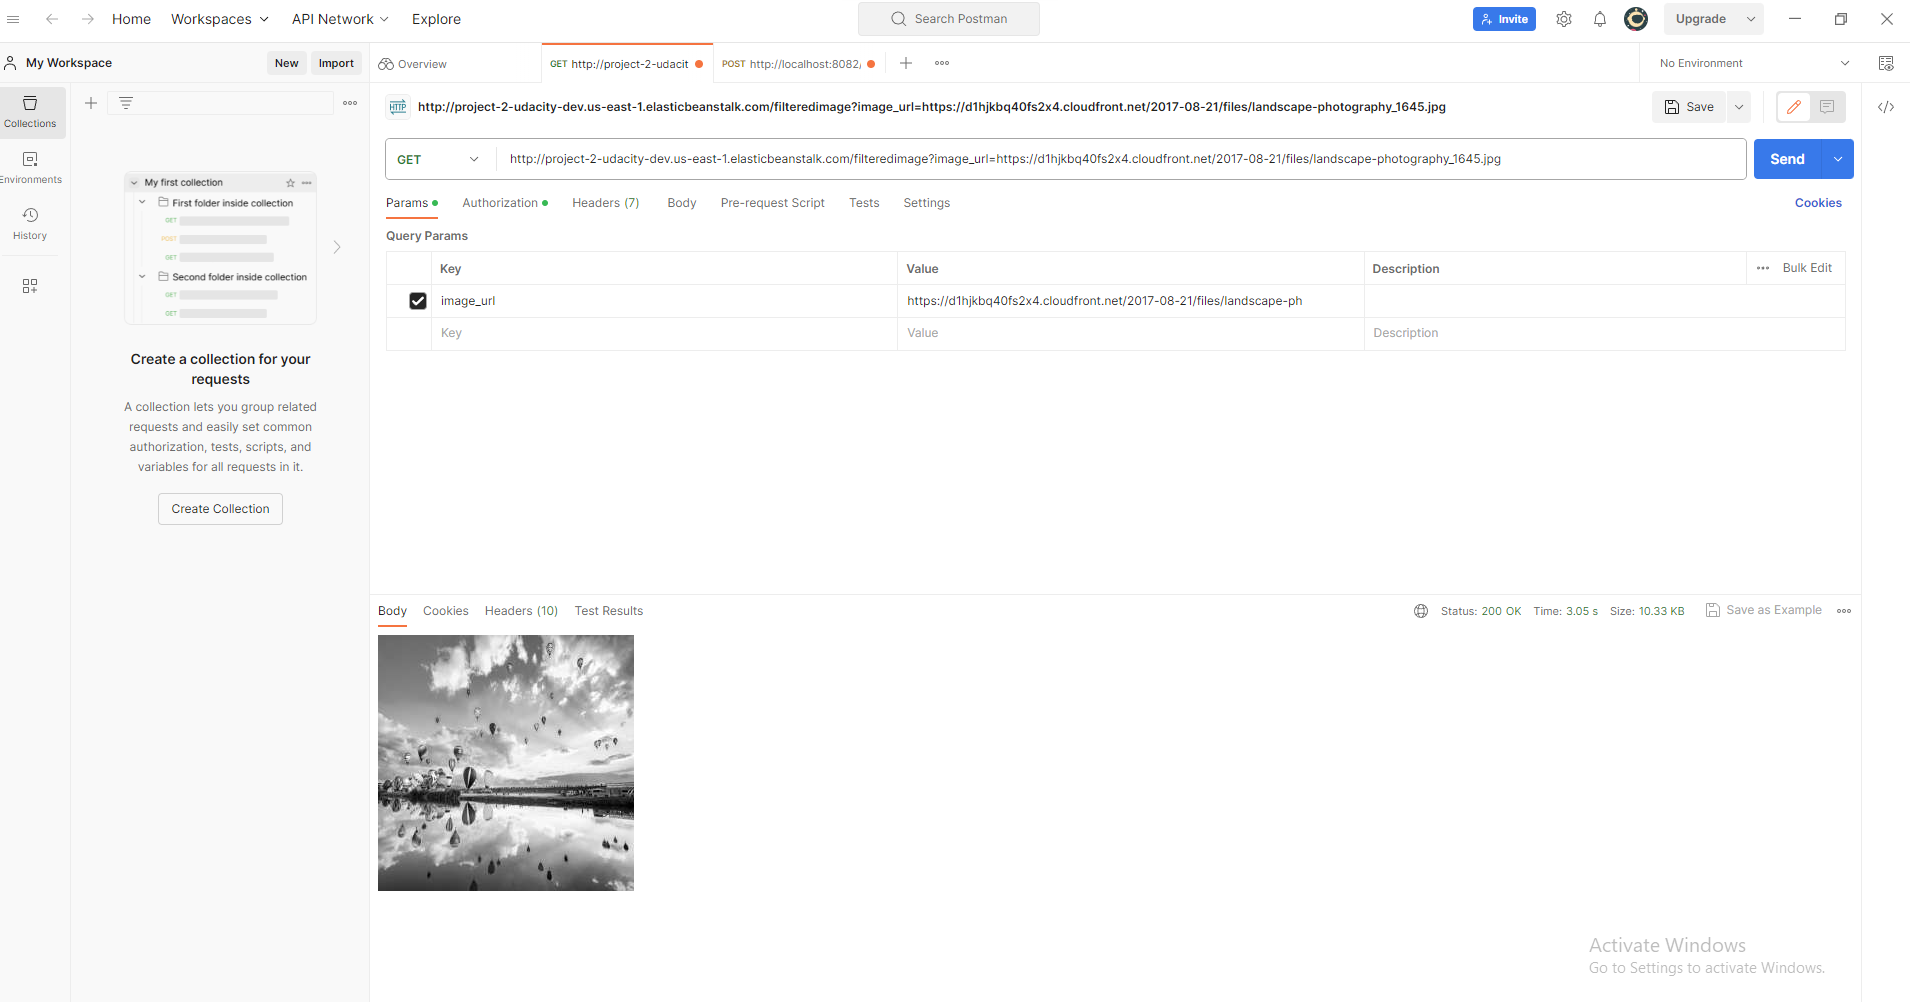 Home Workspaces API Network Explore
Search Postman
Invite
Upgrade
My Workspace
New Import
Overview
GET http://project-2-udacit
POST http://localhost:8082/
No Environment
Collections
Environments
History
My first collection
First folder inside collection
GET
POST
GET
Second folder inside collection
GET
GET
Create a collection for your
requests
A collection lets you group related
requests and easily set common
authorization, tests, scripts, and
variables for all requests in it.
Create Collection
HTTP
http://project-2-udacity-dev.us-east-1.elasticbeanstalk.com/filteredimage?image_url=https://d1hjkbq40fs2x4.cloudfront.net/2017-08-21/files/landscape-photography_1645.jpg
Save
GET
http://project-2-udacity-dev.us-east-1.elasticbeanstalk.com/filteredimage?image_url=https://d1hjkbq40fs2x4.cloudfront.net/2017-08-21/files/landscape-photography_1645.jpg
Send
Params Authorization Headers (7) Body Pre-request Script Tests Settings
Cookies
Query Params
Key Value Description Bulk Edit
image_url https://d1hjkbq40fs2x4.cloudfront.net/2017-08-21/files/landscape-ph
Key Value Description
Body Cookies Headers (10) Test Results
Status: 200 OK Time: 3.05 s Size: 10.33 KB
Save as Example
Activate Windows
Go to Settings to activate Windows.